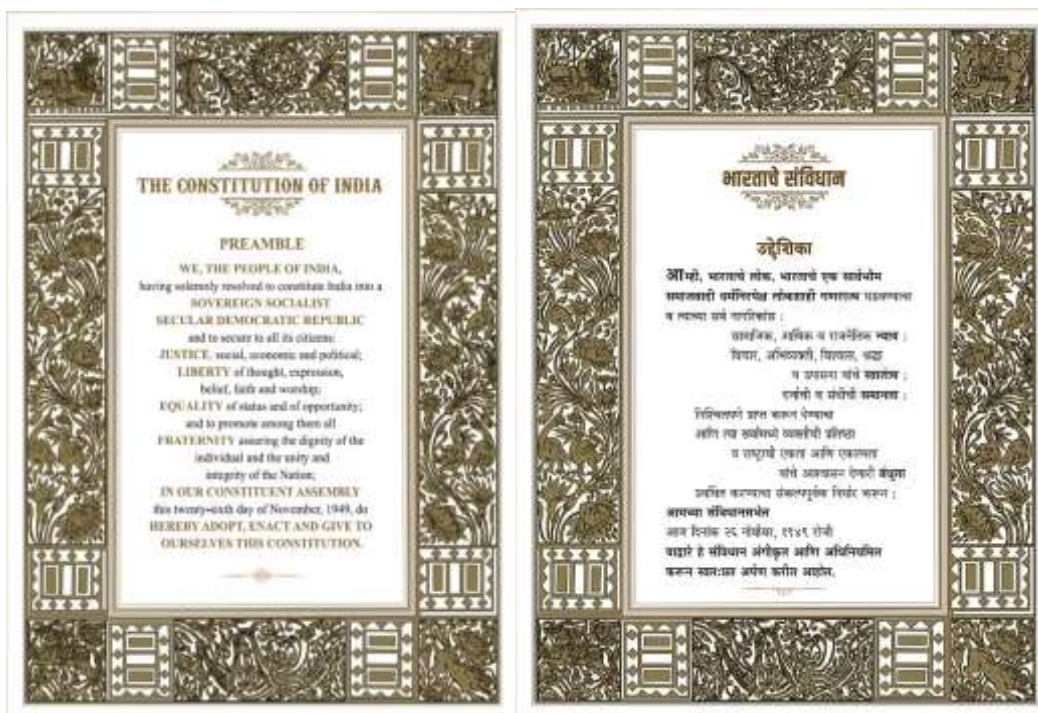 THE CONSTITUTION OF INDIA
PREAMBLE
WE, THE PEOPLE OF INDIA,
having solemnly resolved to constitute India into a
SOVEREIGN SOCIALIST
SECULAR DEMOCRATIC REPUBLIC
and to secure to all its citizens:
JUSTICE, social, economic and political;
LIBERTY of thought, expression,
belief, faith and worship;
EQUALITY of status and of opportunity;
and to promote among them all
FRATERNITY assuring the dignity of the
individual and the unity and
integrity of the Nation;
IN OUR CONSTITUENT ASSEMBLY
this twenty-sixth day of November, 1949, do
HEREBY ADOPT, ENACT AND GIVE TO
OURSELVES THIS CONSTITUTION.
भारताचे संविधान
उद्देशिका
आम्ही, भारताचे लोक, भारताचे एक सार्वभौम
समाजवादी धर्मनिरपेक्ष लोकशाही गणराज्य घडवण्याचा
व त्याच्या सर्व नागरिकांस :
सामाजिक, आर्थिक व राजनैतिक न्याय ;
विचार, अभिव्यक्ती, विश्वास, श्रद्धा
व उपासना यांचे स्वातंत्र्य ;
दर्जाची व संधीची समानता ;
निश्चितपणे प्राप्त करून देण्याचा
आणि त्या सर्वांमध्ये व्यक्तीची प्रतिष्ठा
व राष्ट्राची एकता आणि एकात्मता
यांचे आश्वासन देणारी बंधुता
प्रवर्धित करण्याचा संकल्पपूर्वक निर्धार करून ;
आमच्या संविधानसभेत
आज दिनांक २६ नोव्हेंबर, १९४९ रोजी
याद्वारे हे संविधान अंगीकृत आणि अधिनियमित
करून स्वतःप्रत अर्पण करीत आहोत.